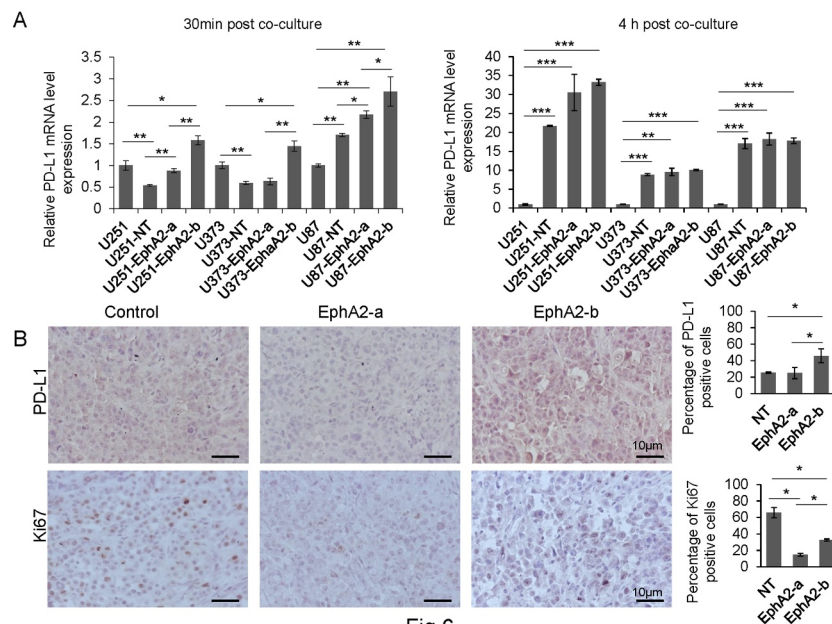 A
30min post co-culture
4 h post co-culture
Relative PD-L1 mRNA level
expression
3.5
3
2.5
2
1.5
1
0.5
0
** 
* *
* ** ** *
** ** ** ** ** *
U251
U251-NT
U251-EphA2-a
U251-EphA2-b
U373
U373-NT
U373-EphA2-a
U373-EphaA2-b
U87
U87-NT
U87-EphA2-a
U87-EphA2-b
Relative PD-L1 mRNA level
expression
40
35
30
25
20
15
10
5
0
***
***
***
***
**
***
***
***
***
U251
U251-NT
U251-EphA2-a
U251-EphA2-b
U373
U373-NT
U373-EphA2-a
U373-EphaA2-b
U87
U87-NT
U87-EphA2-a
U87-EphA2-b
B
Control
EphA2-a
EphA2-b
PD-L1
10μm
Percentage of PD-L1
positive cells
100
80
60
40
20
0
*
*
NT
EphA2-a
EphA2-b
Ki67
10μm
Percentage of Ki67
positive cells
100
80
60
40
20
0
*
* *
NT
EphA2-a
EphA2-b